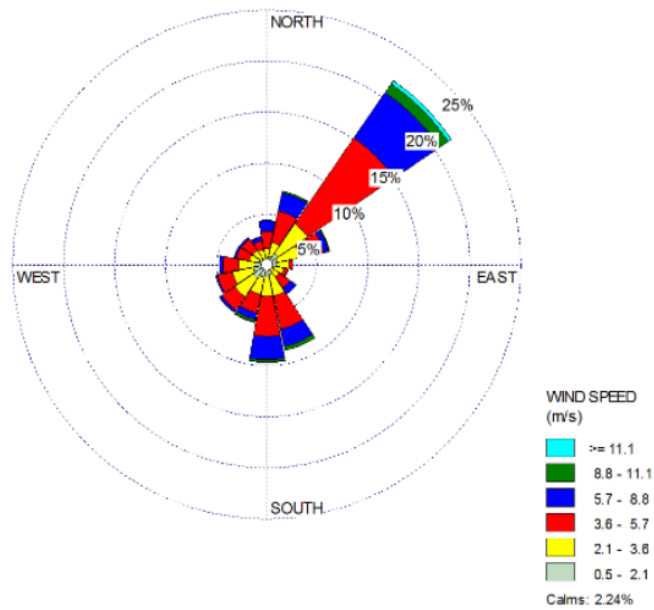 NORTH
25%
20%
15%
10%
5%
WEST
EAST
SOUTH
WIND SPEED
(m/s)
>= 11.1
8.8 - 11.1
5.7 - 8.8
3.6 - 5.7
2.1 - 3.6
0.5 - 2.1
Calms: 2.24%